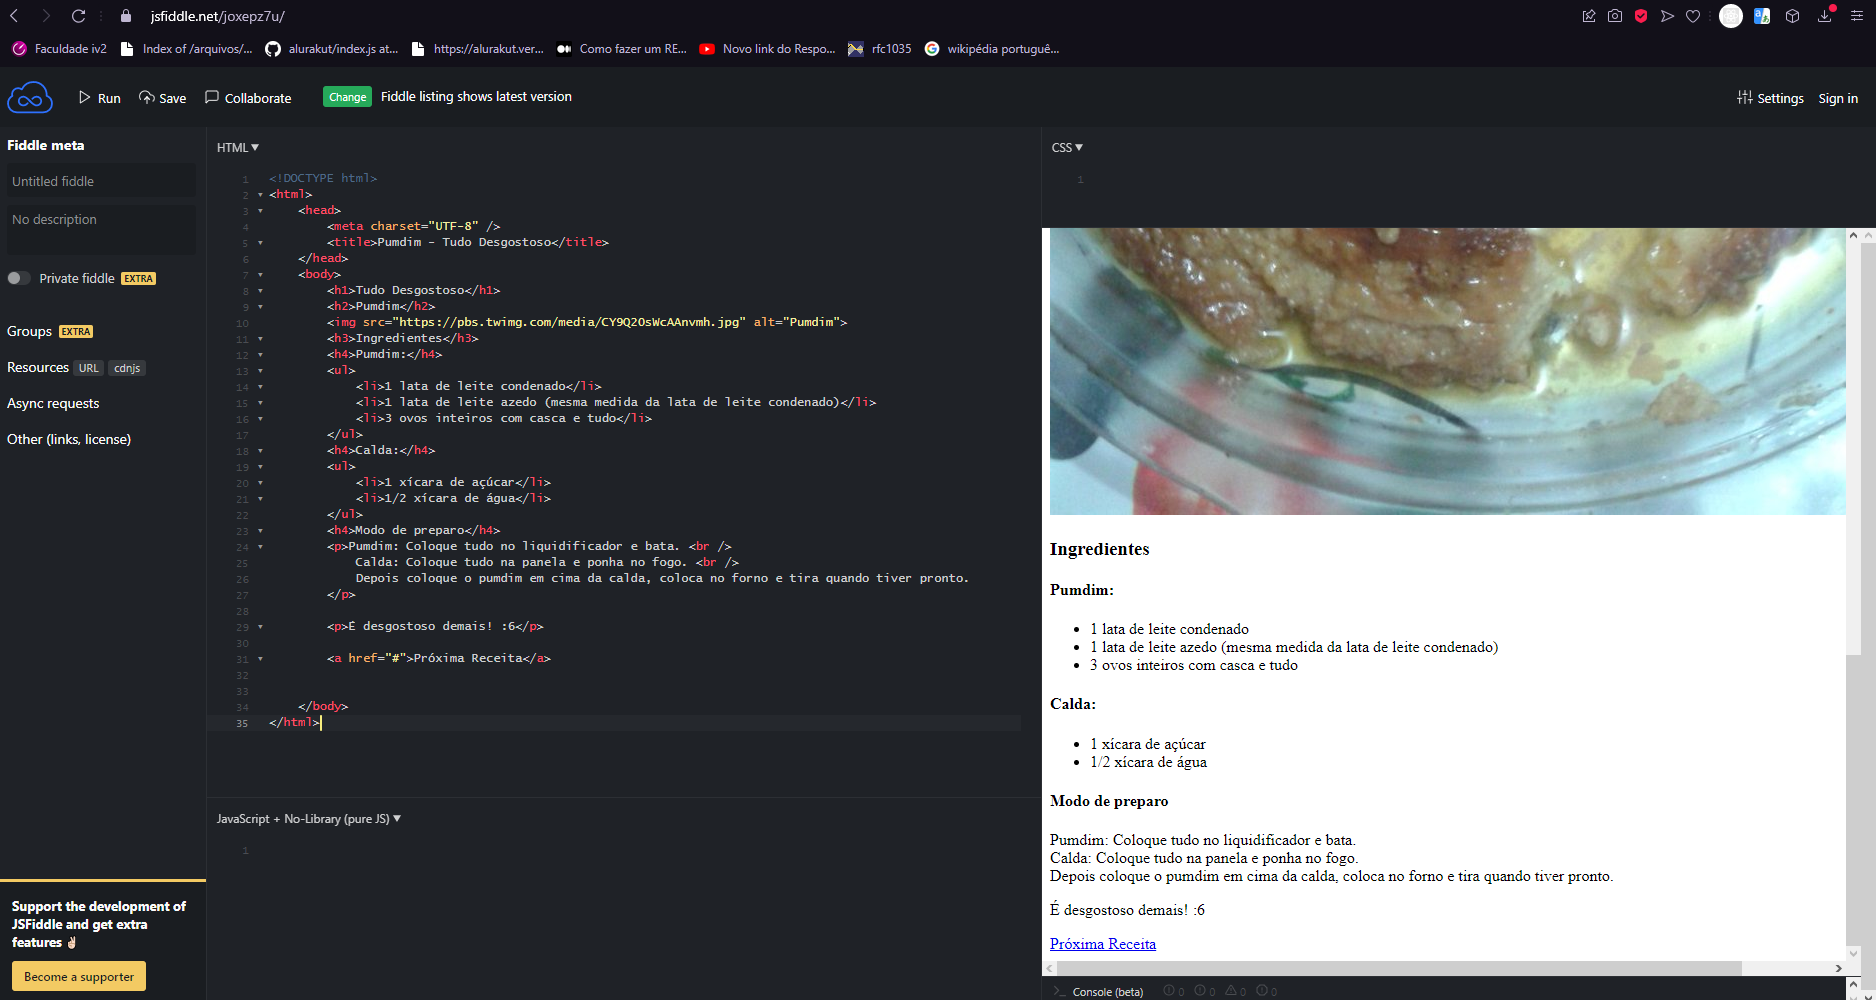 jsfiddle.net/joxepz7u/
Faculdade iv2
Index of /arquivos/...
alurakut/index.js at...
https://alurakut.ver...
Como fazer um RE...
Novo link do Respo...
rfc1035
wikipédia portuguê...
Run
Save
Collaborate
Change
Fiddle listing shows latest version
Settings
Sign in
Fiddle meta
Untitled fiddle
No description
Private fiddle EXTRA
Groups EXTRA
Resources URL cdnjs
Async requests
Other (links, license)
Support the development of
JSFiddle and get extra
features ✌🏻
Become a supporter
HTML ▼
1 <!DOCTYPE html>
2 <html>
3 <head>
4 <meta charset="UTF-8" />
5 <title>Pumdim - Tudo Desgostoso</title>
6 </head>
7 <body>
8 <h1>Tudo Desgostoso</h1>
9 <h2>Pumdim</h2>
10 <img src="https://pbs.twimg.com/media/CY9Q2OsWcAAnvmh.jpg" alt="Pumdim">
11 <h3>Ingredientes</h3>
12 <h4>Pumdim:</h4>
13 <ul>
14 <li>1 lata de leite condenado</li>
15 <li>1 lata de leite azedo (mesma medida da lata de leite condenado)</li>
16 <li>3 ovos inteiros com casca e tudo</li>
17 </ul>
18 <h4>Calda:</h4>
19 <ul>
20 <li>1 xícara de açúcar</li>
21 <li>1/2 xícara de água</li>
22 </ul>
23 <h4>Modo de preparo</h4>
24 <p>Pumdim: Coloque tudo no liquidificador e bata. <br />
25 Calda: Coloque tudo na panela e ponha no fogo. <br />
26 Depois coloque o pumdim em cima da calda, coloca no forno e tira quando tiver pronto.
27 </p>
28
29 <p>É desgostoso demais! :6</p>
30
31 <a href="#">Próxima Receita</a>
32
33
34 </body>
35 </html>
JavaScript + No-Library (pure JS) ▼
1
CSS ▼
1
Ingredientes
Pumdim:
• 1 lata de leite condenado
• 1 lata de leite azedo (mesma medida da lata de leite condenado)
• 3 ovos inteiros com casca e tudo
Calda:
• 1 xícara de açúcar
• 1/2 xícara de água
Modo de preparo
Pumdim: Coloque tudo no liquidificador e bata.
Calda: Coloque tudo na panela e ponha no fogo.
Depois coloque o pumdim em cima da calda, coloca no forno e tira quando tiver pronto.
É desgostoso demais! :6
Próxima Receita
>_ Console (beta) 0 0 0 0